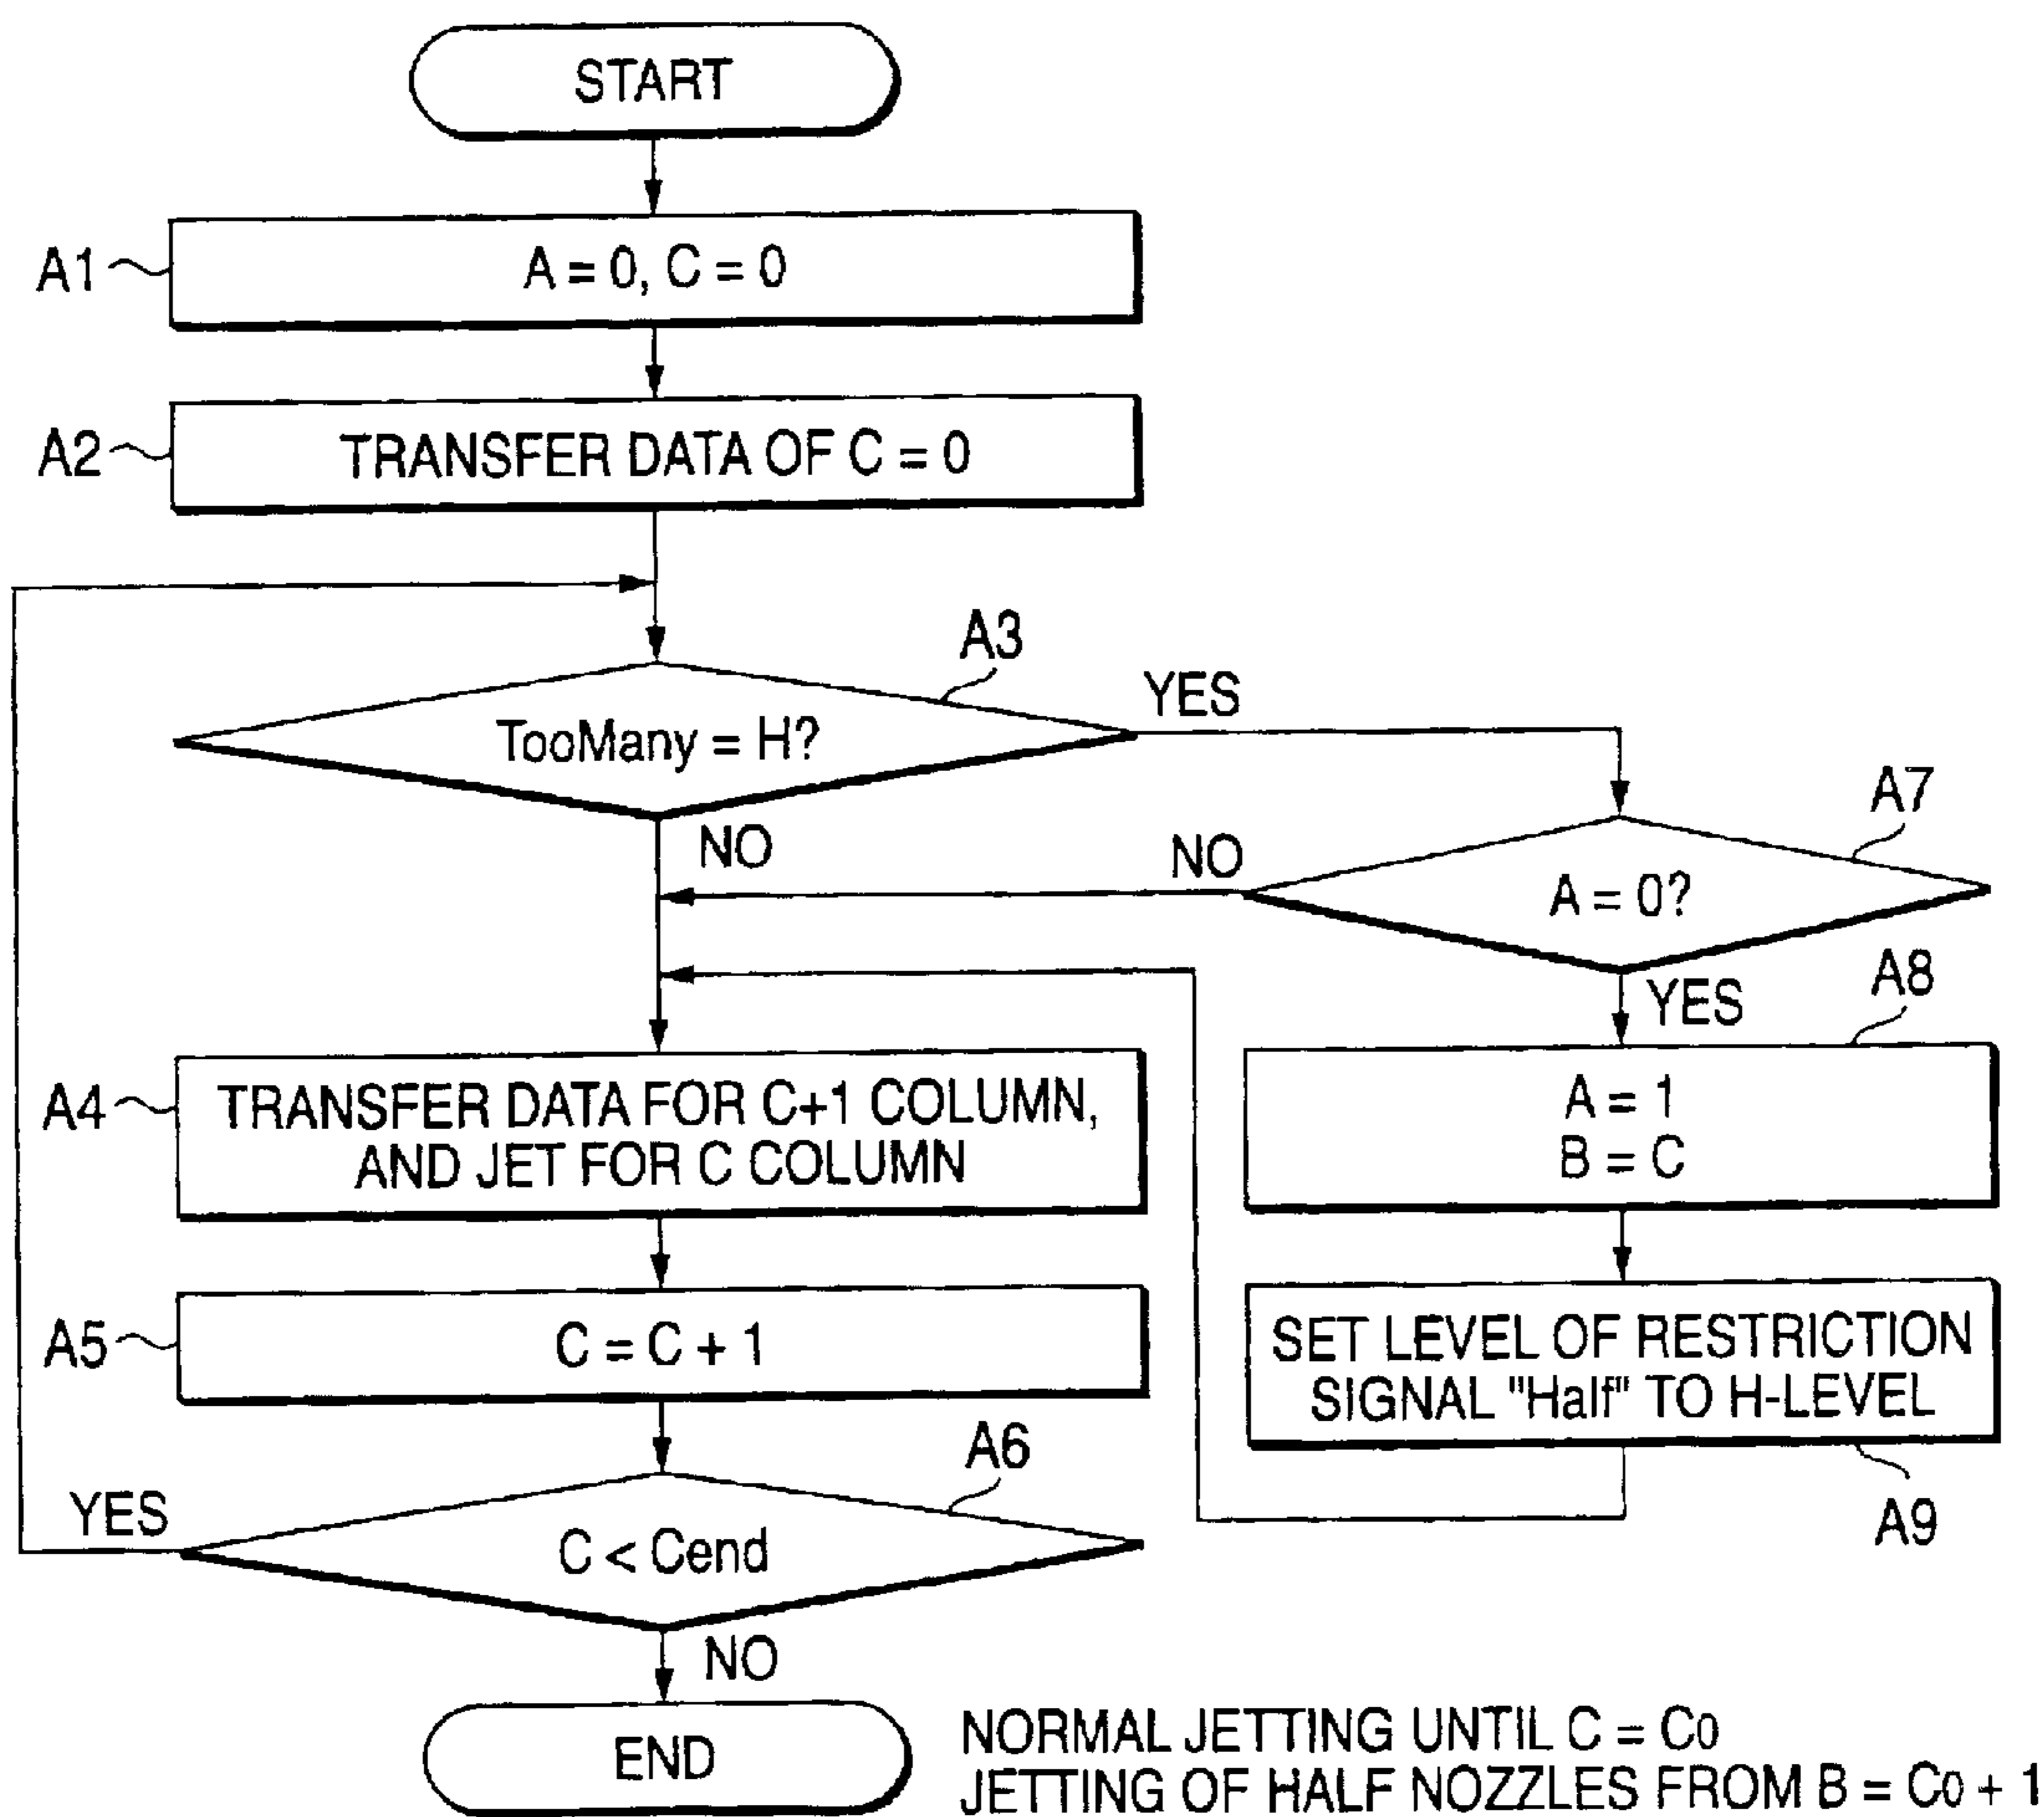 START
A1
A = 0, C = 0
A2
TRANSFER DATA OF C = 0
A3
TooMany = H?
YES
NO
A7
A = 0?
NO
YES
A8
A = 1
B = C
A4
TRANSFER DATA FOR C+1 COLUMN,
AND JET FOR C COLUMN
A5
C = C + 1
SET LEVEL OF RESTRICTION
SIGNAL "Half" TO H-LEVEL
A9
A6
C < Cend
YES
NO
END
NORMAL JETTING UNTIL C = C0
JETTING OF HALF NOZZLES FROM B = C0 + 1